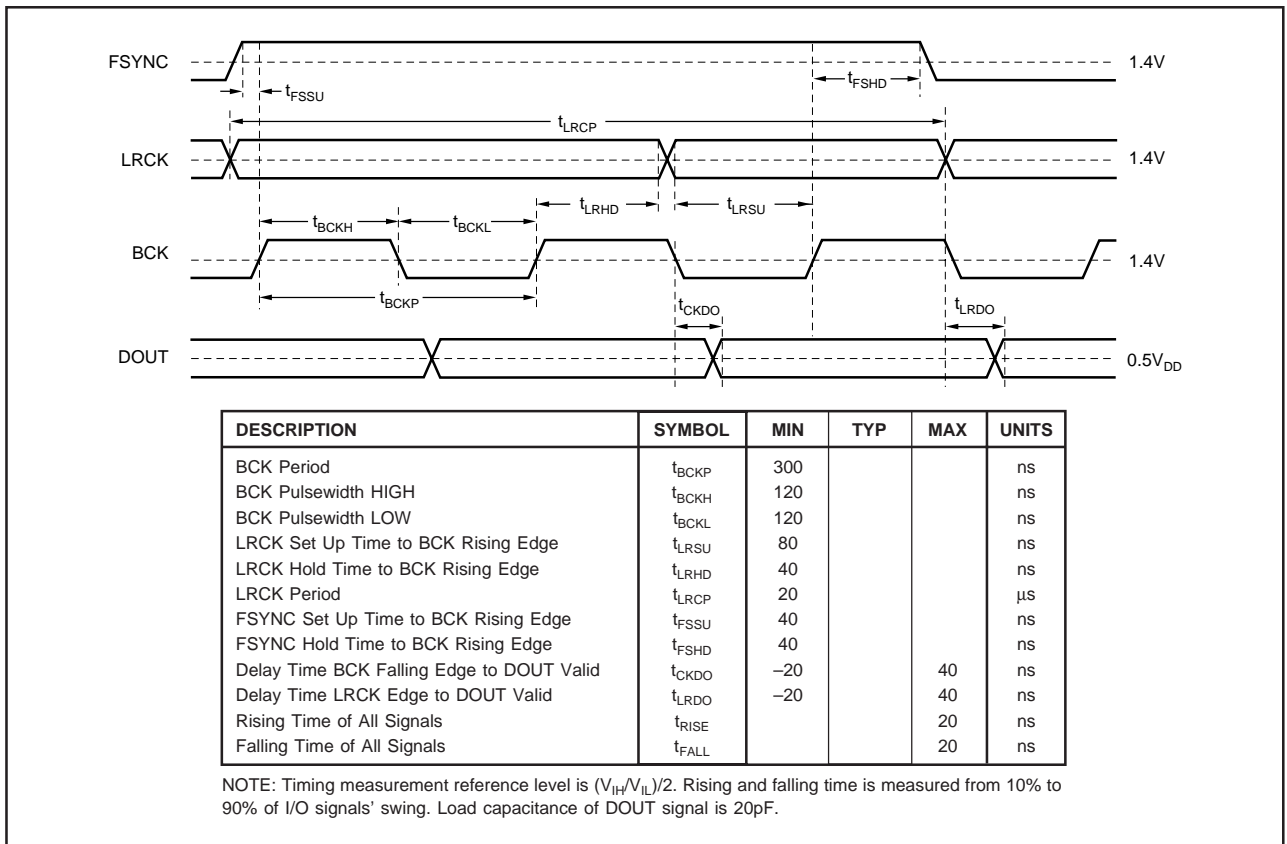 FSYNC
1.4V
tFSSU
tFSHD
tLRCP
LRCK
1.4V
tLRHD
tLRSU
tBCKH
tBCKL
BCK
1.4V
tBCKP
tCKDO
tLRDO
DOUT
0.5VDD
DESCRIPTION SYMBOL MIN TYP MAX UNITS
BCK Period tBCKP 300 ns
BCK Pulsewidth HIGH tBCKH 120 ns
BCK Pulsewidth LOW tBCKL 120 ns
LRCK Set Up Time to BCK Rising Edge tLRSU 80 ns
LRCK Hold Time to BCK Rising Edge tLRHD 40 ns
LRCK Period tLRCP 20 µs
FSYNC Set Up Time to BCK Rising Edge tFSSU 40 ns
FSYNC Hold Time to BCK Rising Edge tFSHD 40 ns
Delay Time BCK Falling Edge to DOUT Valid tCKDO –20 40 ns
Delay Time LRCK Edge to DOUT Valid tLRDO –20 40 ns
Rising Time of All Signals tRISE 20 ns
Falling Time of All Signals tFALL 20 ns
NOTE: Timing measurement reference level is (VIH/VIL)/2. Rising and falling time is measured from 10% to
90% of I/O signals' swing. Load capacitance of DOUT signal is 20pF.